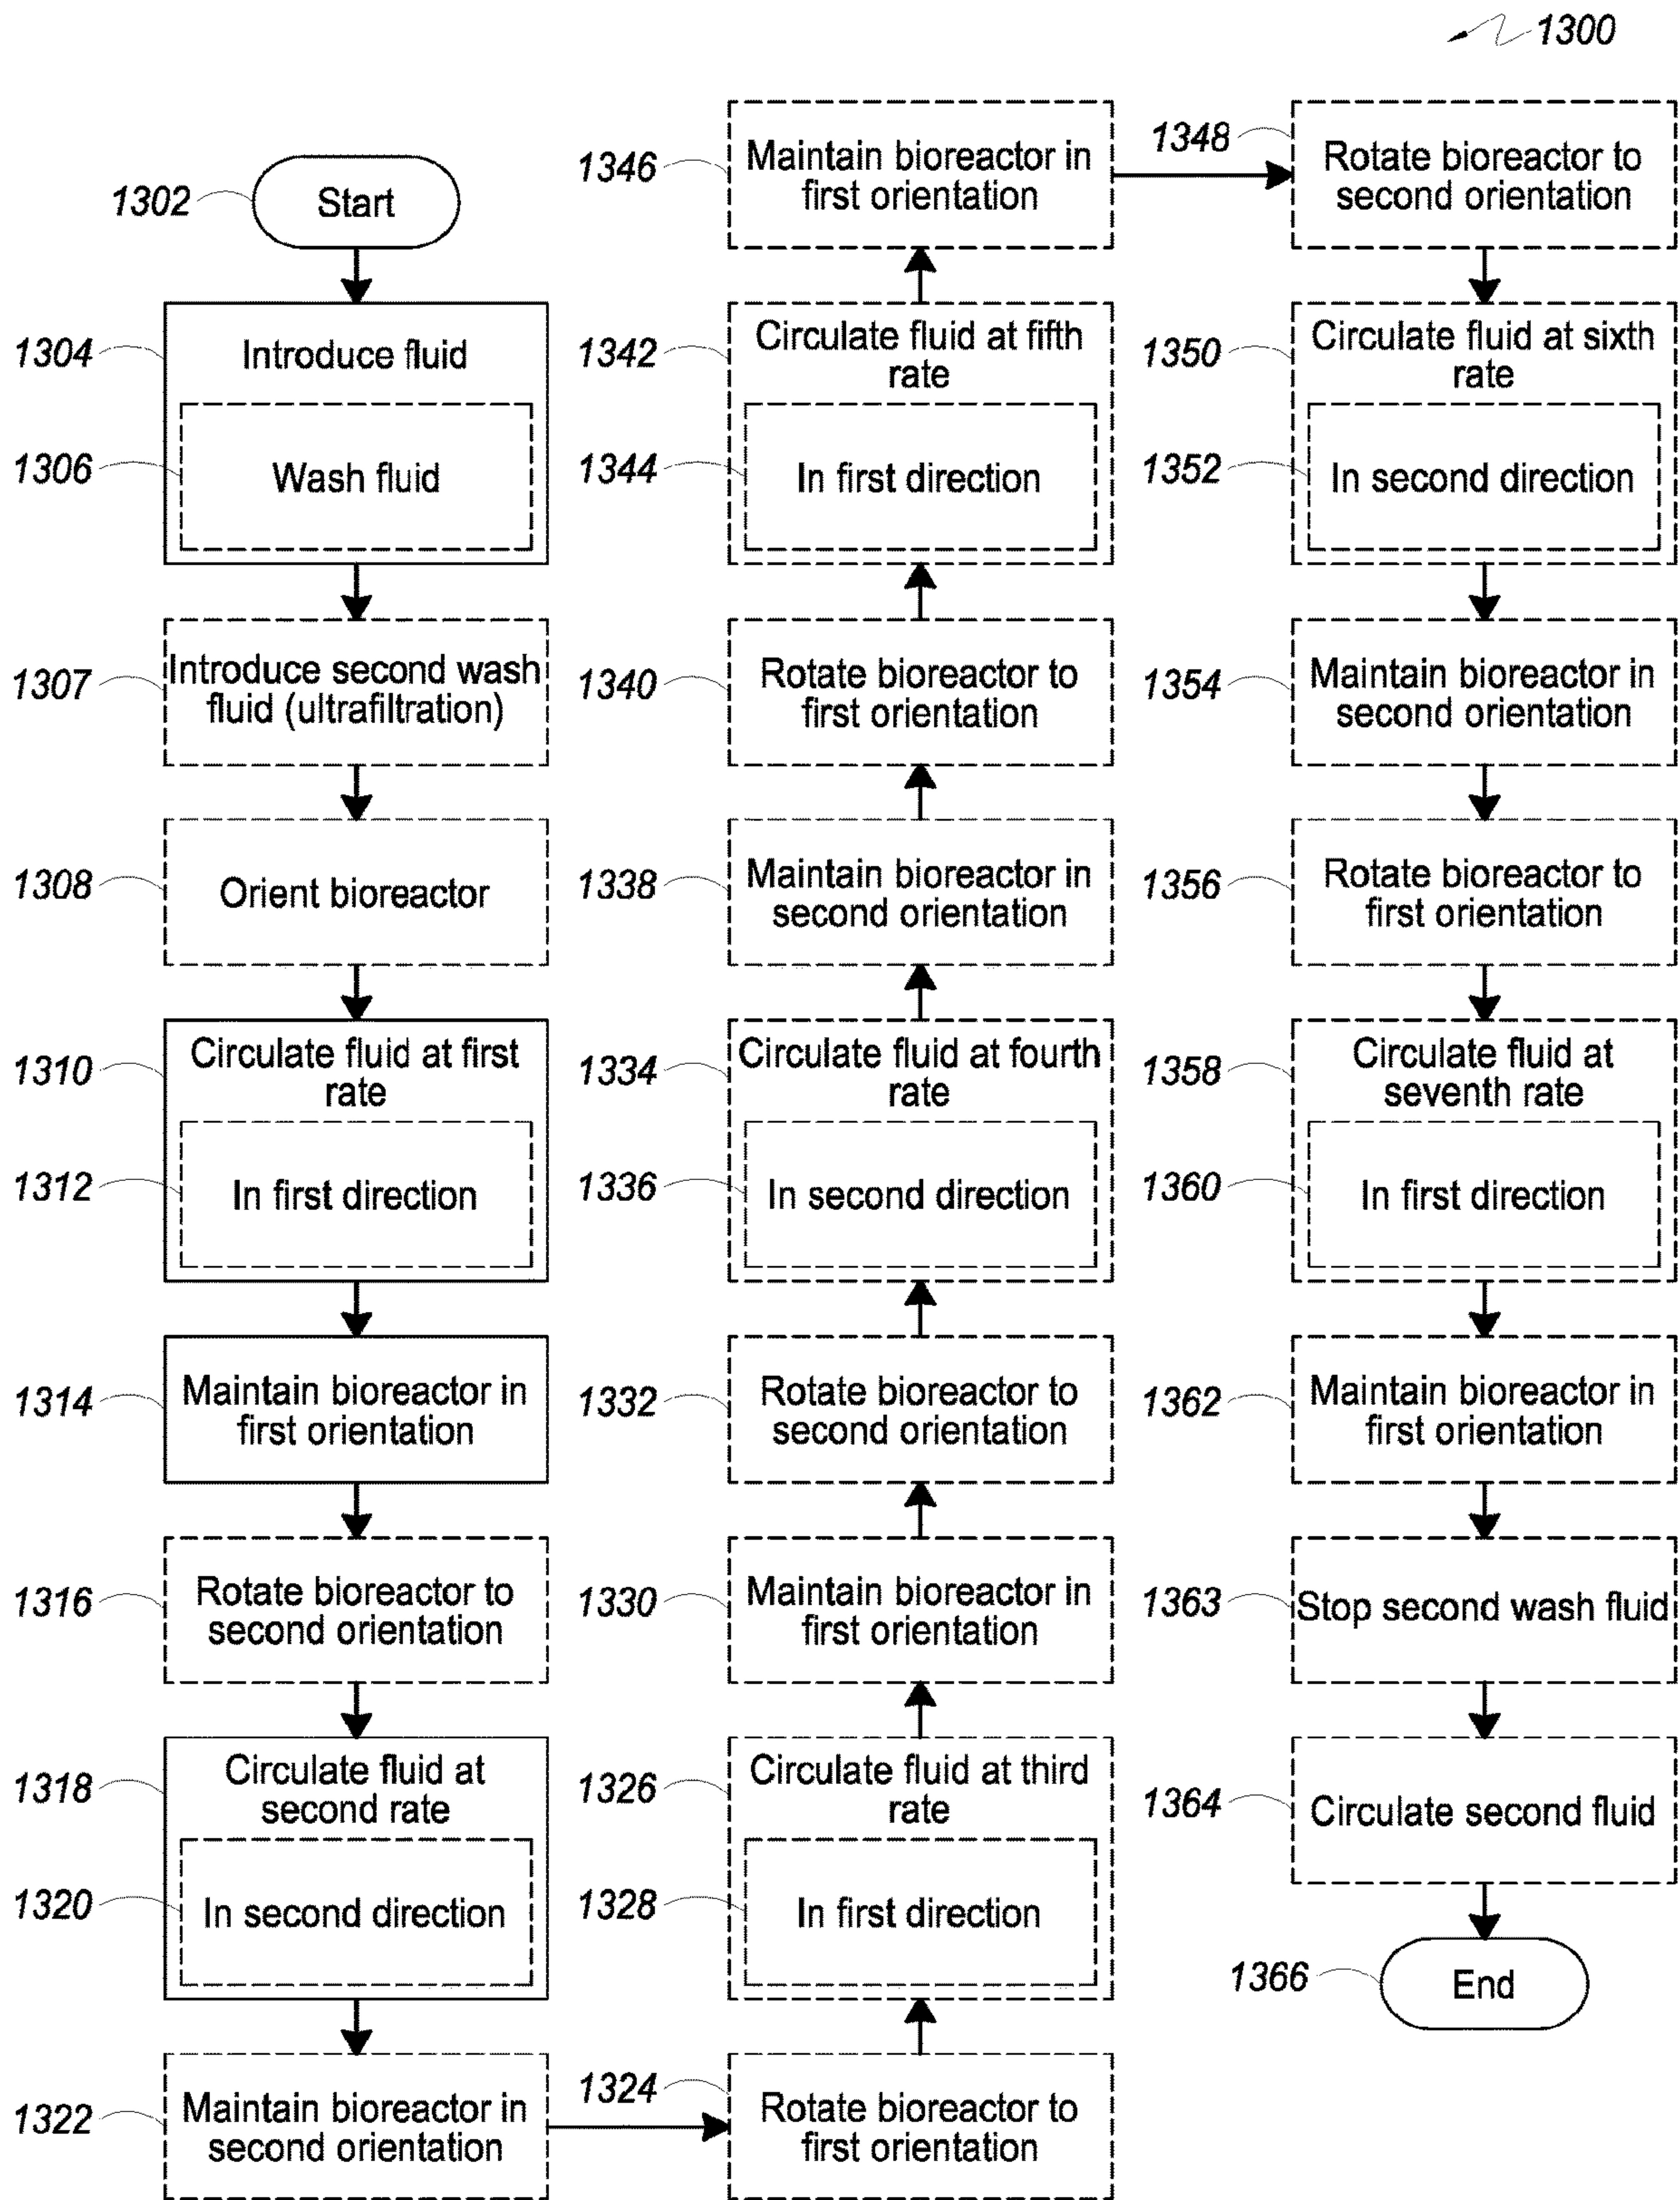 1300
1302
Start
1304
Introduce fluid
1306
Wash fluid
1307
Introduce second wash
fluid (ultrafiltration)
1308
Orient bioreactor
1310
Circulate fluid at first
rate
1312
In first direction
1314
Maintain bioreactor in
first orientation
1316
Rotate bioreactor to
second orientation
1318
Circulate fluid at
second rate
1320
In second direction
1322
Maintain bioreactor in
second orientation
1324
Rotate bioreactor to
first orientation
1326
Circulate fluid at third
rate
1328
In first direction
1330
Maintain bioreactor in
first orientation
1332
Rotate bioreactor to
second orientation
1334
Circulate fluid at fourth
rate
1336
In second direction
1338
Maintain bioreactor in
second orientation
1340
Rotate bioreactor to
first orientation
1342
Circulate fluid at fifth
rate
1344
In first direction
1346
Maintain bioreactor in
first orientation
1348
Rotate bioreactor to
second orientation
1350
Circulate fluid at sixth
rate
1352
In second direction
1354
Maintain bioreactor in
second orientation
1356
Rotate bioreactor to
first orientation
1358
Circulate fluid at
seventh rate
1360
In first direction
1362
Maintain bioreactor in
first orientation
1363
Stop second wash fluid
1364
Circulate second fluid
1366
End